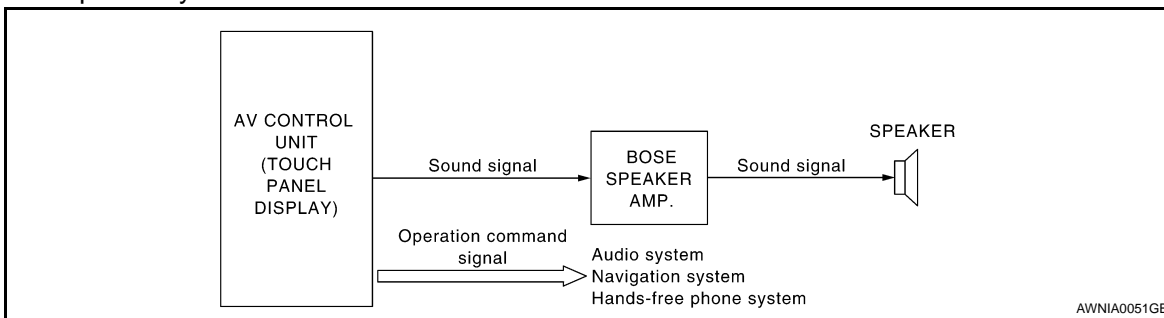 AV CONTROL
UNIT
(TOUCH
PANEL
DISPLAY)
Sound signal
BOSE
SPEAKER
AMP.
Sound signal
SPEAKER
Operation command
signal
Audio system
Navigation system
Hands-free phone system